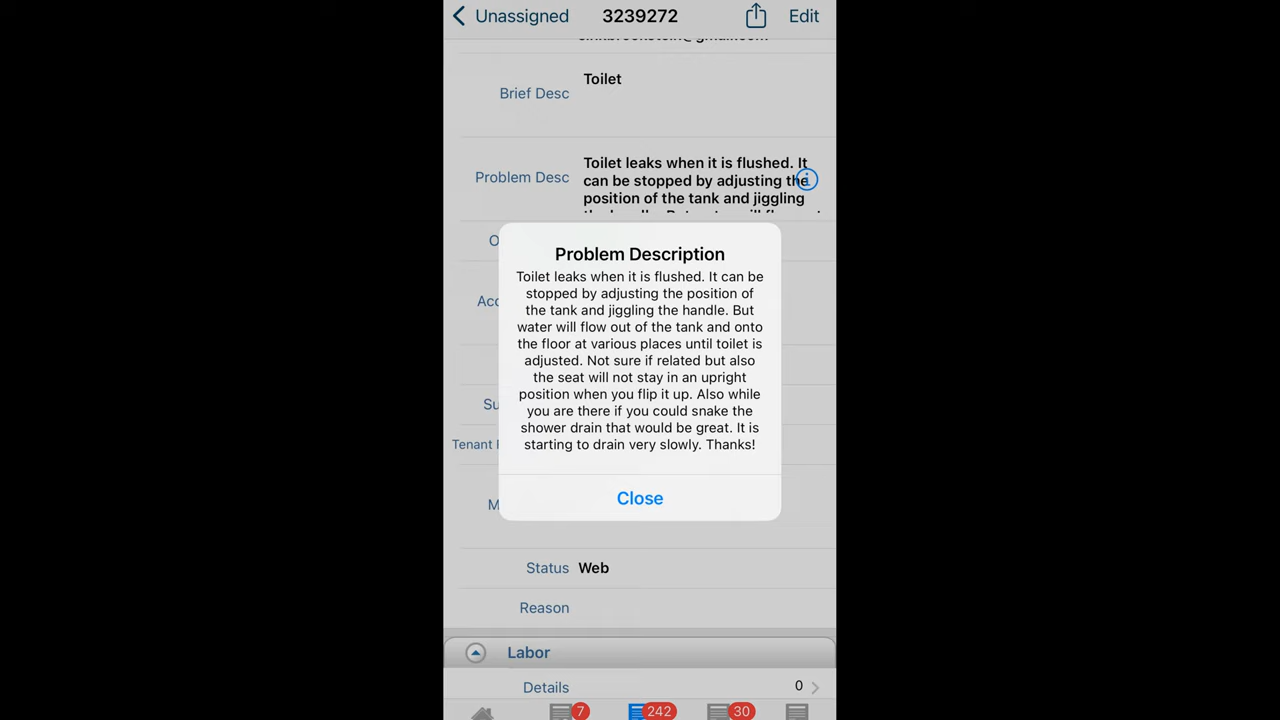 Unassigned
3239272
Edit
Brief Desc
Toilet
Problem Desc
Toilet leaks when it is flushed. It
can be stopped by adjusting the
position of the tank and jiggling
Problem Description
Toilet leaks when it is flushed. It can be
stopped by adjusting the position of
the tank and jiggling the handle. But
water will flow out of the tank and onto
the floor at various places until toilet is
adjusted. Not sure if related but also
the seat will not stay in an upright
position when you flip it up. Also while
you are there if you could snake the
shower drain that would be great. It is
starting to drain very slowly. Thanks!
Close
O
Acc
Su
Tenant
M
Status
Web
Reason
Labor
Details
0
7
242
30